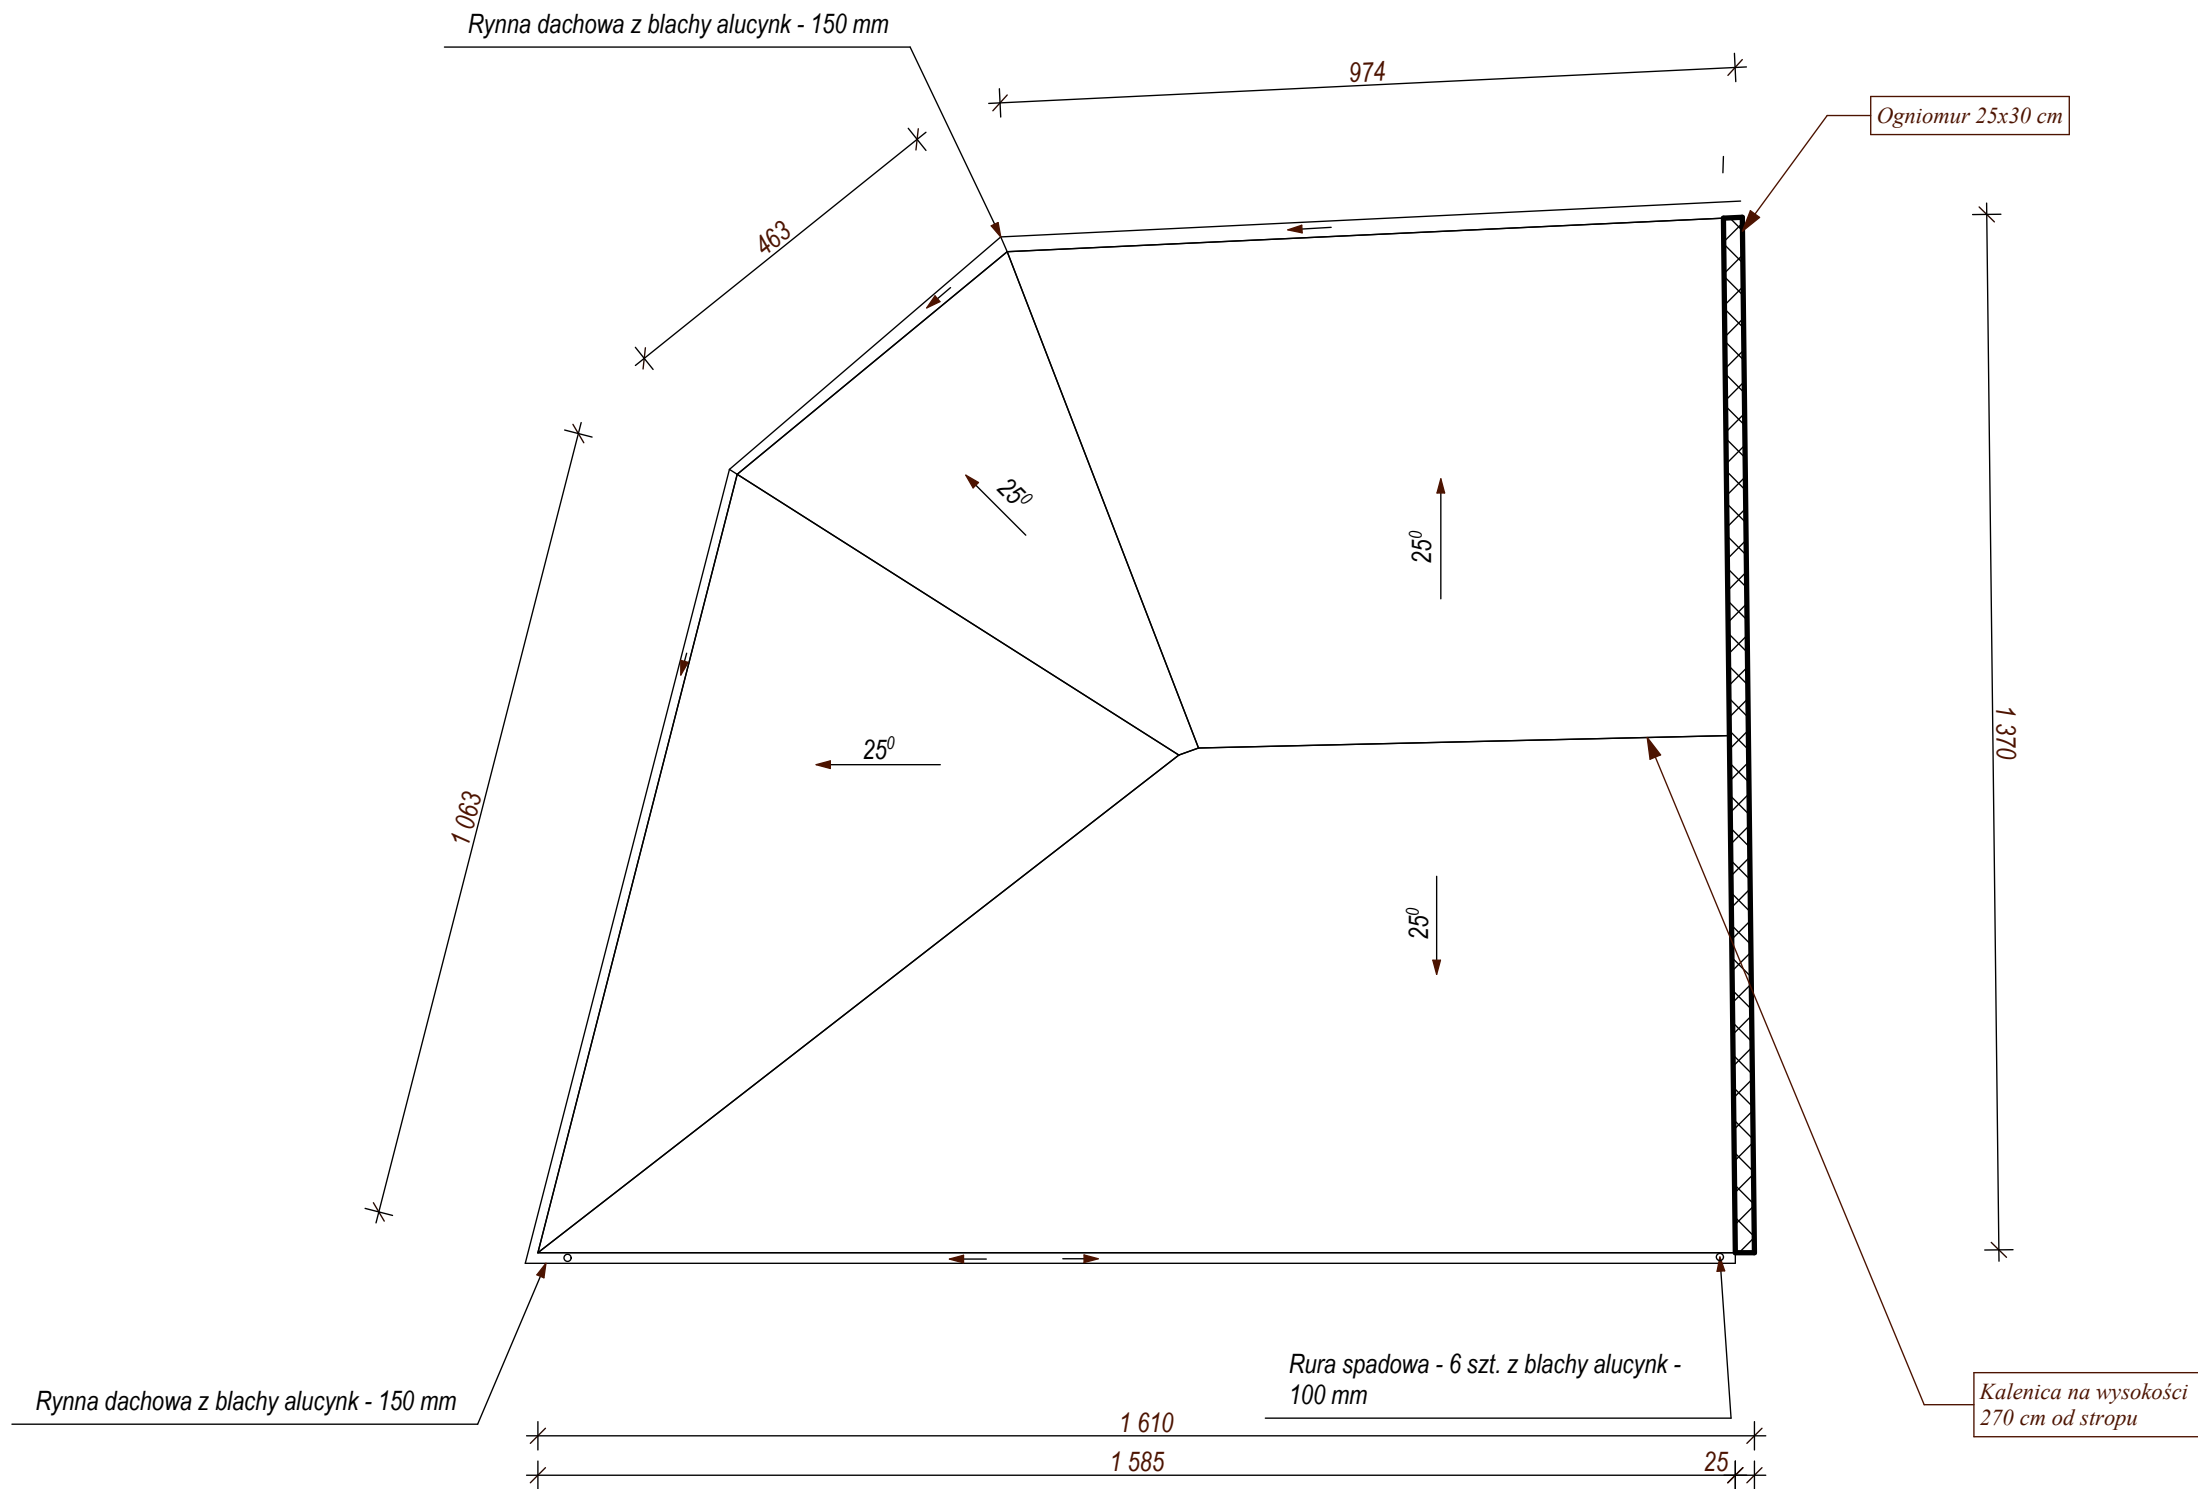 Rynna dachowa z blachy alucynk - 150 mm
974
Ogniomur 25x30 cm
463
25⁰
25⁰
1 370
25⁰
1 063
25⁰
Rura spadowa - 6 szt. z blachy alucynk -
100 mm
Rynna dachowa z blachy alucynk - 150 mm
Kalenica na wysokości
270 cm od stropu
1 610
1 585
25